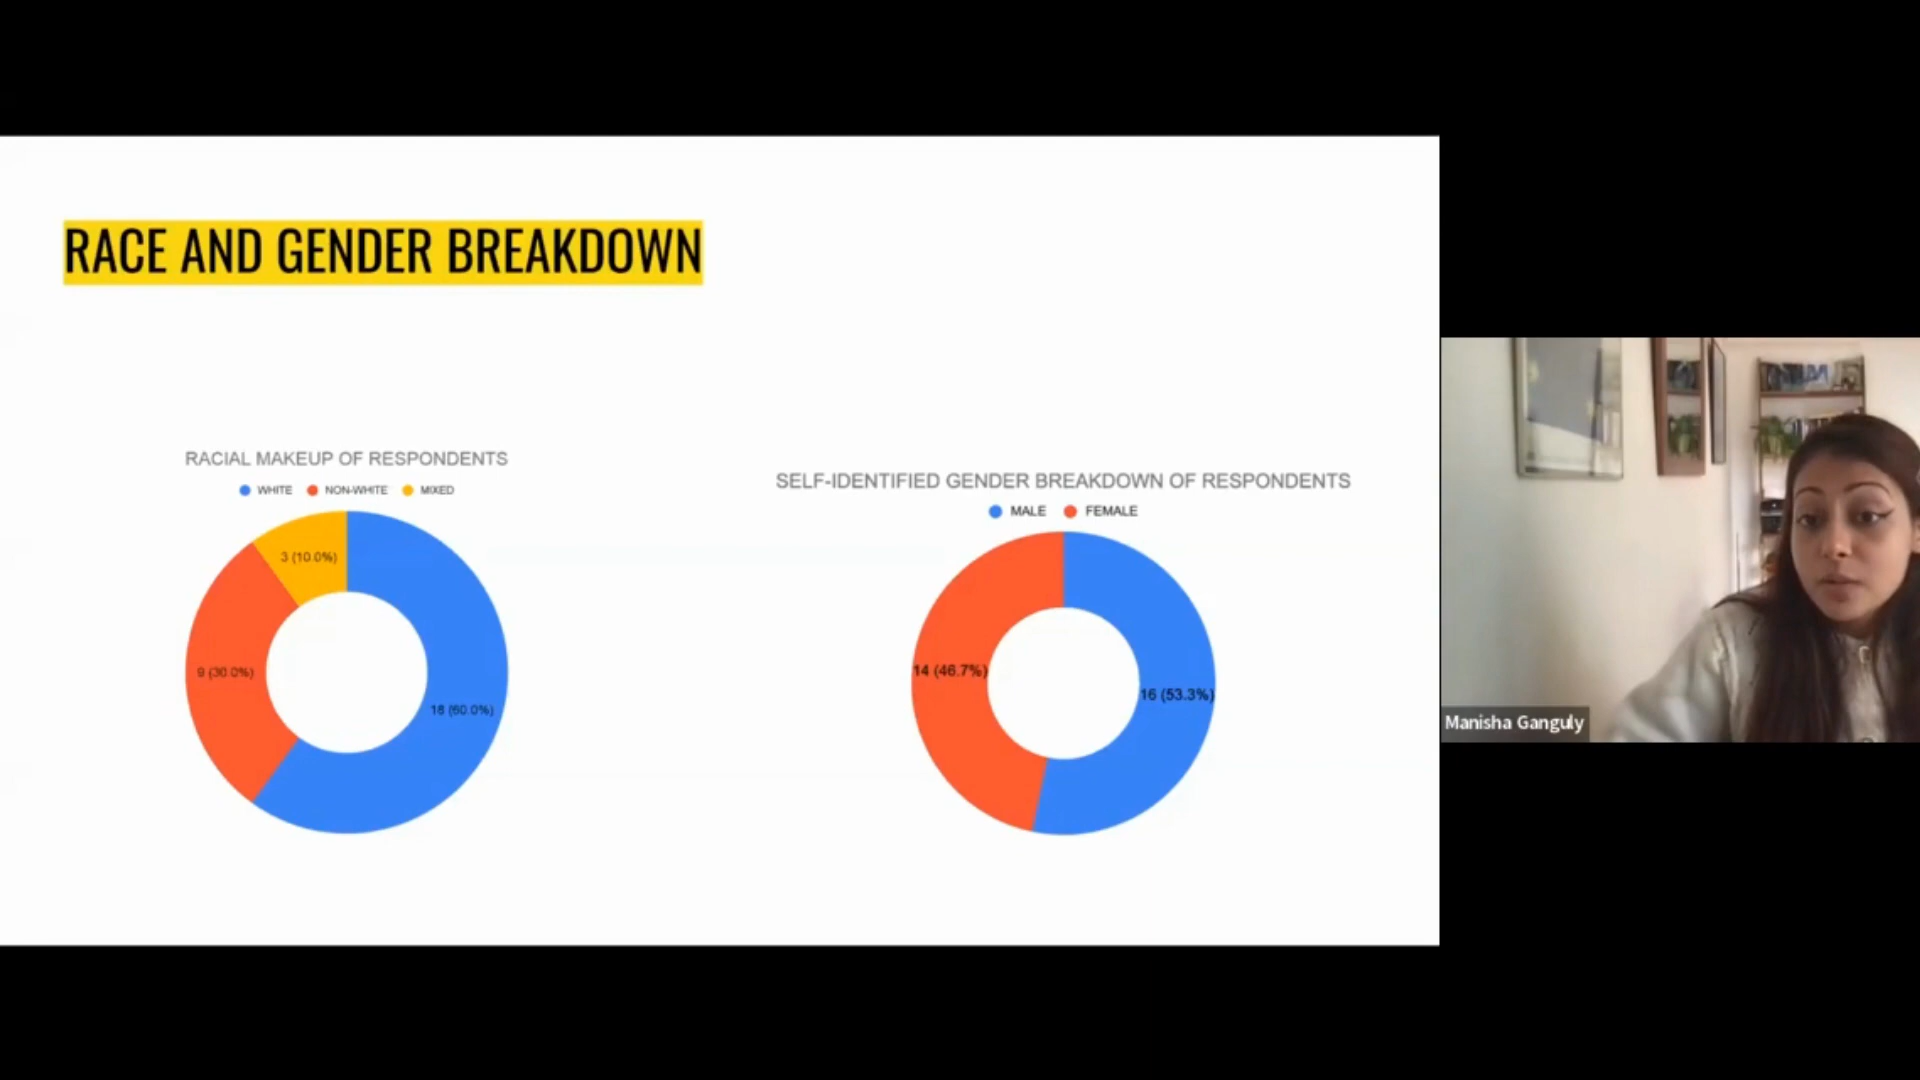 RACE AND GENDER BREAKDOWN
RACIAL MAKEUP OF RESPONDENTS
WHITE NON-WHITE MIXED
3 (10.0%)
9 (30.0%)
18 (60.0%)
SELF-IDENTIFIED GENDER BREAKDOWN OF RESPONDENTS
MALE FEMALE
14 (46.7%)
16 (53.3%)
Manisha Ganguly